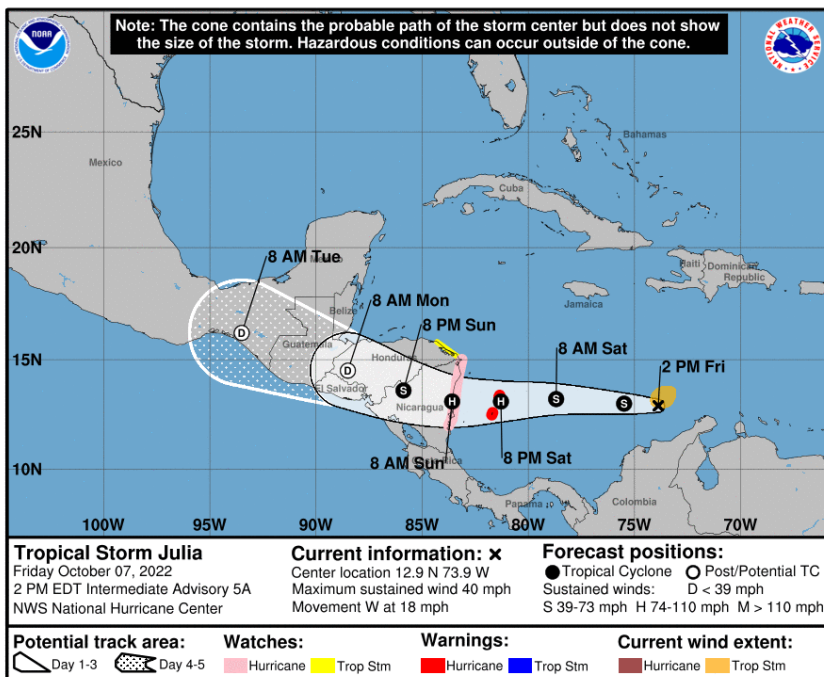 Note: The cone contains the probable path of the storm center but does not show
the size of the storm. Hazardous conditions can occur outside of the cone.
NOAA
NATIONAL WEATHER SERVICE
25N
Mexico
Bahamas
Cuba
20N
8 AM Tue
Mexico
Haiti
Dominican
Republic
Jamaica
Belize
8 AM Mon
8 PM Sun
Guatemala
Honduras
15N
8 AM Sat
2 PM Fri
D
D
S
H
H
S
S
El Salvador
Nicaragua
8 AM Sun
8 PM Sat
Costa Rica
10N
Panama
Colombia
100W 95W 90W 85W 80W 75W 70W
Tropical Storm Julia
Friday October 07, 2022
2 PM EDT Intermediate Advisory 5A
NWS National Hurricane Center
Current information: ×
Center location 12.9 N 73.9 W
Maximum sustained wind 40 mph
Movement W at 18 mph
Forecast positions:
Tropical Cyclone Post/Potential TC
Sustained winds: D < 39 mph
S 39-73 mph H 74-110 mph M > 110 mph
Potential track area:
Day 1-3 Day 4-5
Watches:
Hurricane Trop Stm
Warnings:
Hurricane Trop Stm
Current wind extent:
Hurricane Trop Stm